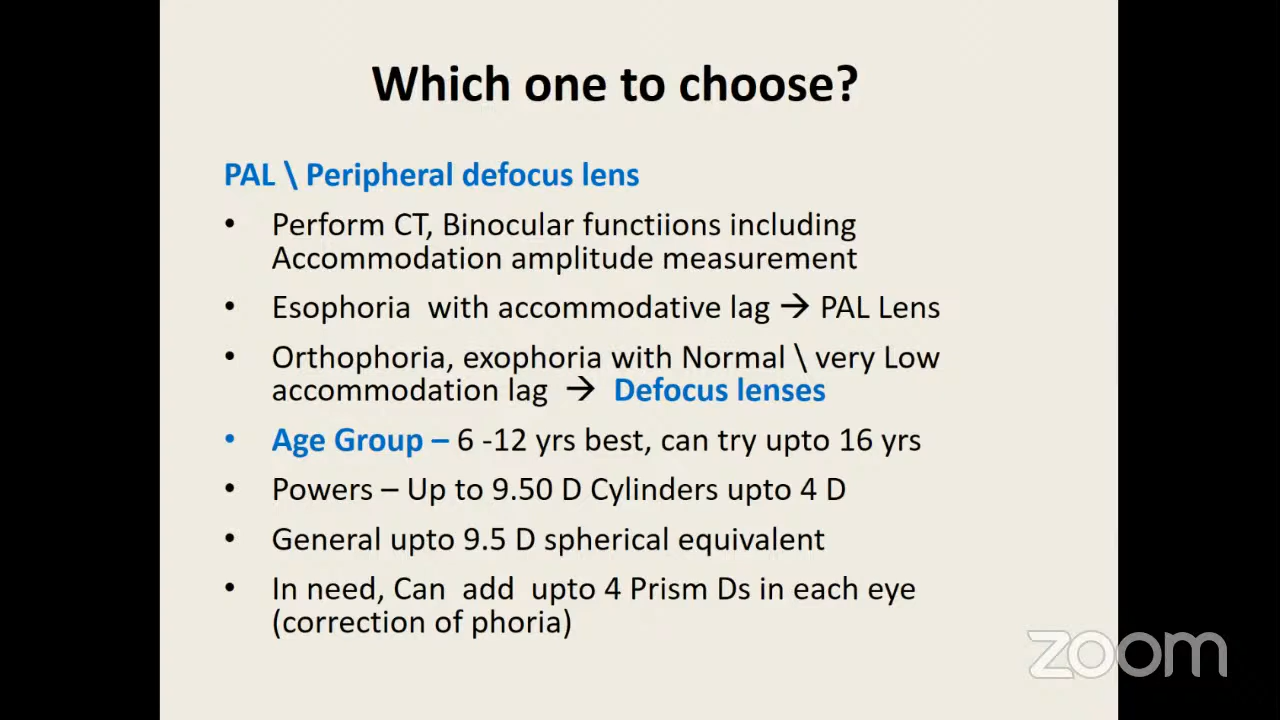 Which one to choose?
PAL \ Peripheral defocus lens
• Perform CT, Binocular functiions including
Accommodation amplitude measurement
• Esophoria with accommodative lag → PAL Lens
• Orthophoria, exophoria with Normal \ very Low
accommodation lag → Defocus lenses
• Age Group – 6 -12 yrs best, can try upto 16 yrs
• Powers – Up to 9.50 D Cylinders upto 4 D
• General upto 9.5 D spherical equivalent
• In need, Can add upto 4 Prism Ds in each eye
(correction of phoria)
zoom